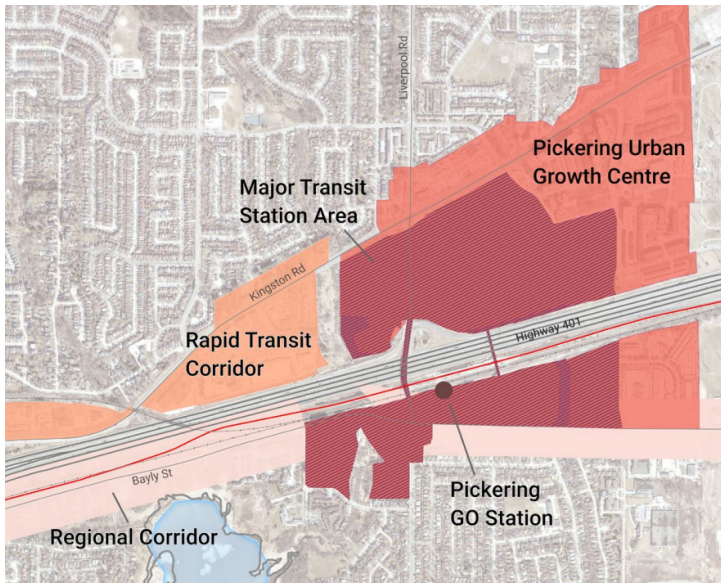 Liverpool Rd
Pickering Urban
Growth Centre
Major Transit
Station Area
Kingston Rd
Highway 401
Rapid Transit
Corridor
Bayly St
Pickering
GO Station
Regional Corridor